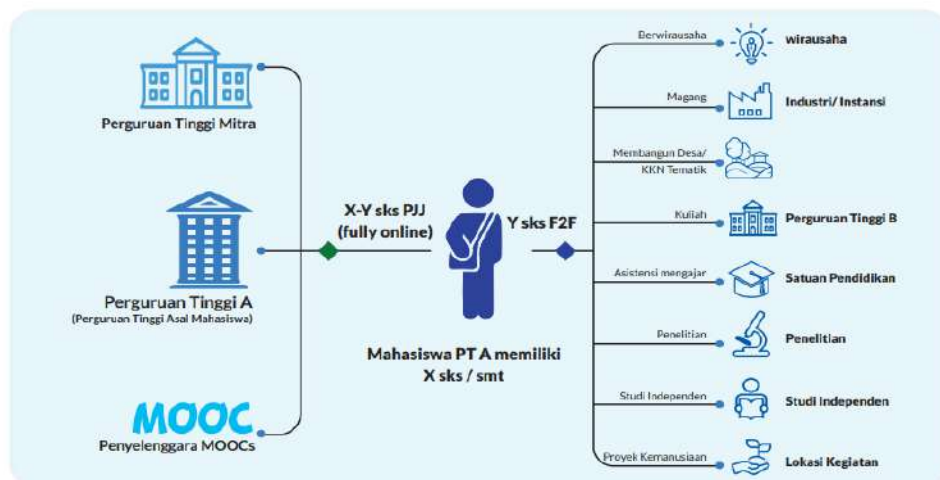 Perguruan Tinggi Mitra
Perguruan Tinggi A
(Perguruan Tinggi Asal Mahasiswa)
MOOC
Penyelenggara MOOCs
X-Y sks PJJ
(fully online)
Y sks F2F
Mahasiswa PT A memiliki
X sks / smt
Berwirausaha
wirausaha
Magang
Industri/ Instansi
Membangun Desa/
KKN Tematik
Kuliah
Perguruan Tinggi B
Asistensi mengajar
Satuan Pendidikan
Penelitian
Penelitian
Studi Independen
Studi Independen
Proyek Kemanusiaan
Lokasi Kegiatan